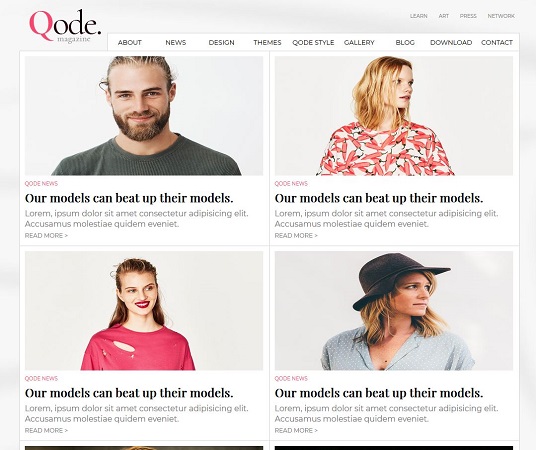 Qode.
magazine
LEARN ART PRESS NETWORK
ABOUT NEWS DESIGN THEMES QODE STYLE GALLERY BLOG DOWNLOAD CONTACT
QODE NEWS
Our models can beat up their models.
Lorem, ipsum dolor sit amet consectetur adipisicing elit.
Accusamus molestiae quidem eveniet.
READ MORE >
QODE NEWS
Our models can beat up their models.
Lorem, ipsum dolor sit amet consectetur adipisicing elit.
Accusamus molestiae quidem eveniet.
READ MORE >
QODE NEWS
Our models can beat up their models.
Lorem, ipsum dolor sit amet consectetur adipisicing elit.
Accusamus molestiae quidem eveniet.
READ MORE >
QODE NEWS
Our models can beat up their models.
Lorem, ipsum dolor sit amet consectetur adipisicing elit.
Accusamus molestiae quidem eveniet.
READ MORE >